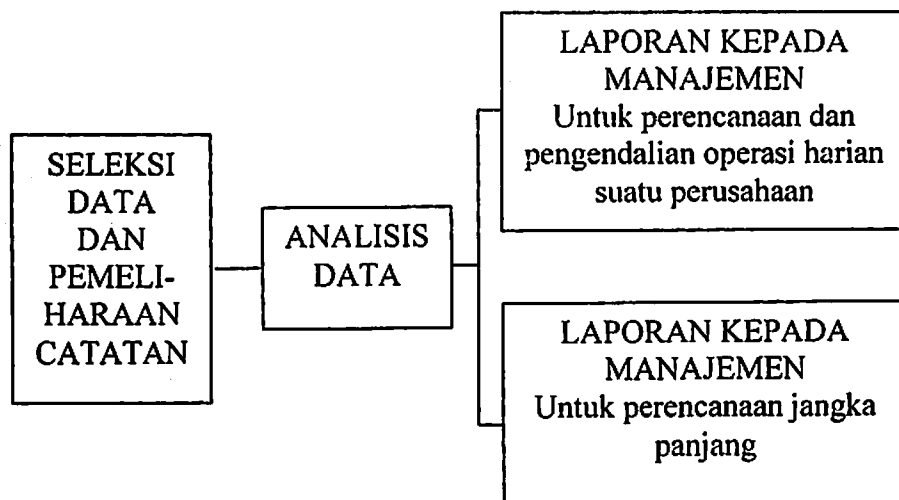 SELEKSI
DATA
DAN
PEMELI-
HARAAN
CATATAN
ANALISIS
DATA
LAPORAN KEPADA
MANAJEMEN
Untuk perencanaan dan
pengendalian operasi harian
suatu perusahaan
LAPORAN KEPADA
MANAJEMEN
Untuk perencanaan jangka
panjang